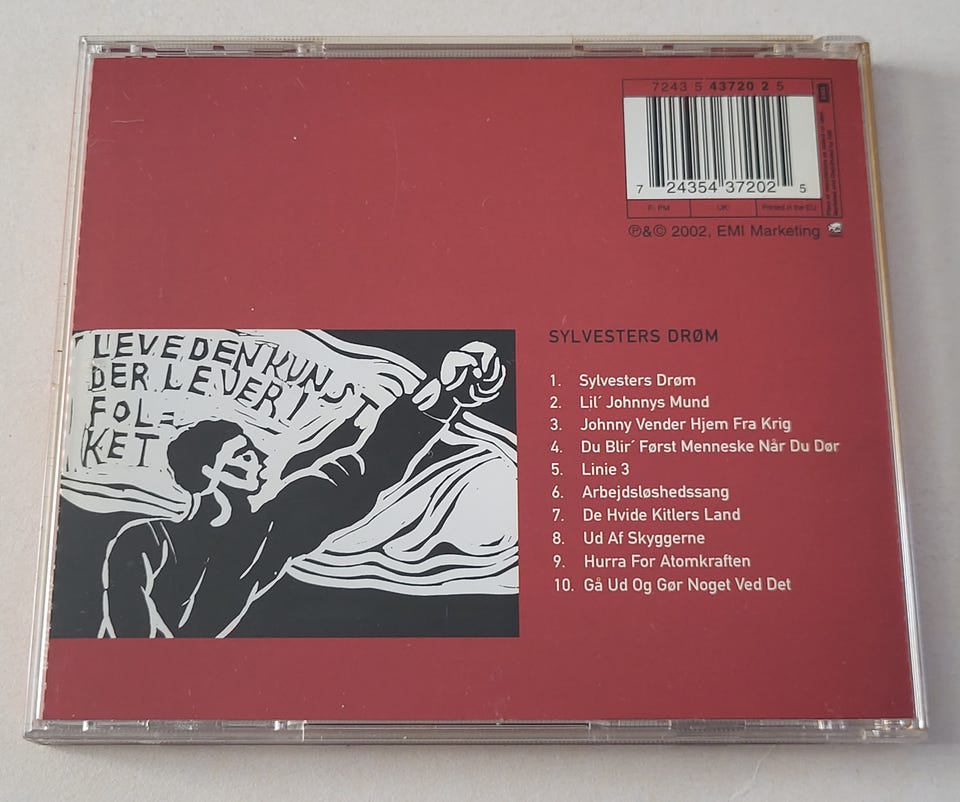 7243 5 43720 2 5
EMI
7 24354 37202 5
F: PM
UK:
Printed in the EU
℗&© 2002, EMI Marketing
LEVE DEN KUNST
DER LEVER I
FOL
KET
SYLVESTERS DRØM
1. Sylvesters Drøm
2. Lil´ Johnnys Mund
3. Johnny Vender Hjem Fra Krig
4. Du Blir´ Først Menneske Når Du Dør
5. Linie 3
6. Arbejdsløshedssang
7. De Hvide Kitlers Land
8. Ud Af Skyggerne
9. Hurra For Atomkraften
10. Gå Ud Og Gør Noget Ved Det